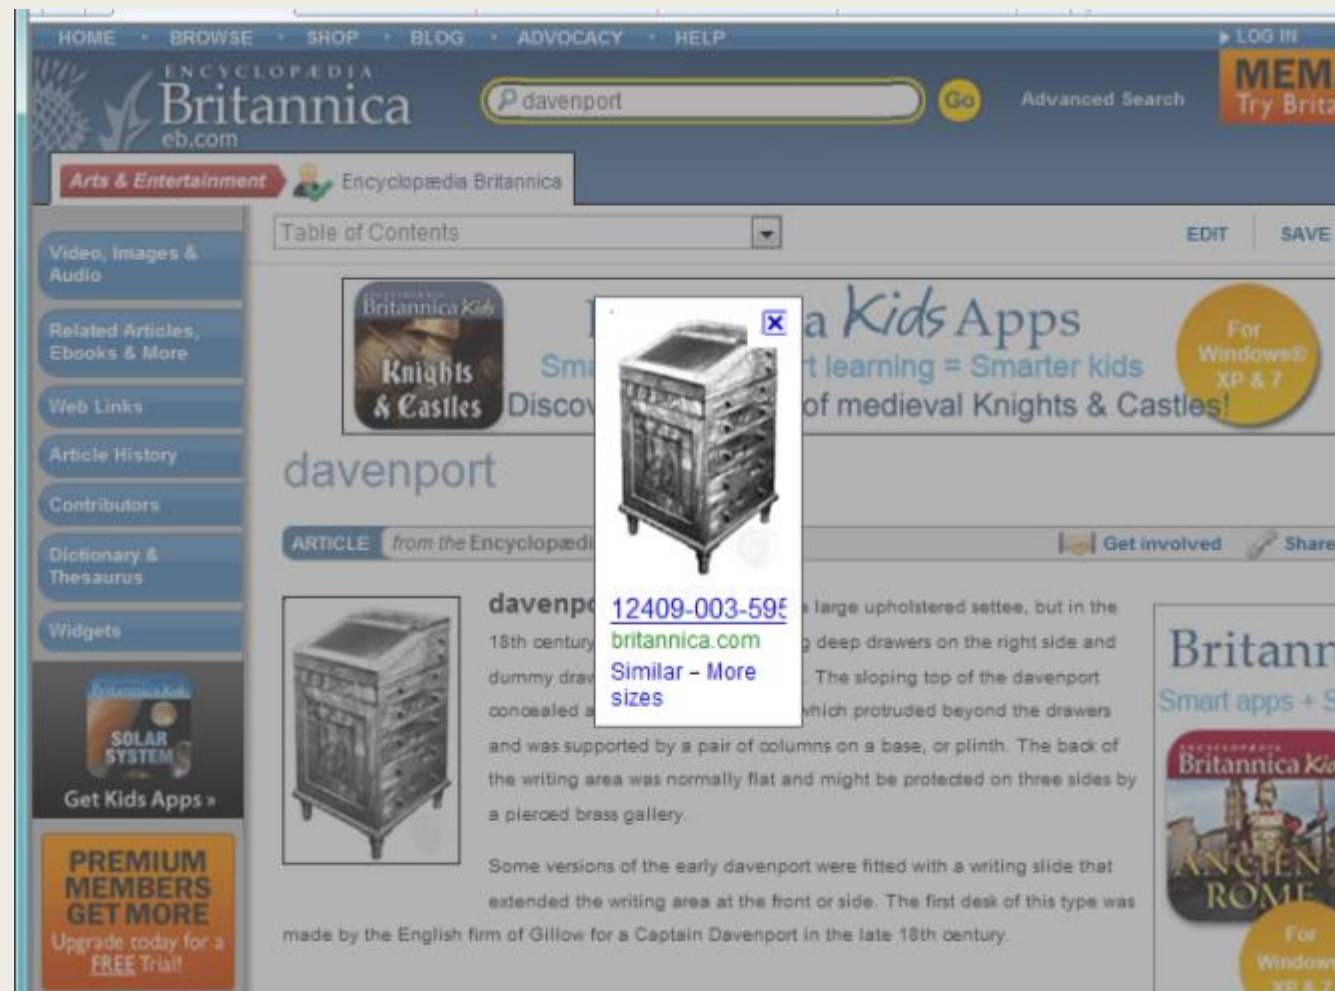 HOME • BROWSE • SHOP • BLOG • ADVOCACY • HELP
LOG IN
ENCYCLOPÆDIA
Britannica
eb.com
davenport
Go
Advanced Search
MEM
Try Brita
Arts & Entertainment
Encyclopædia Britannica
Table of Contents
EDIT
SAVE
Video, Images &
Audio
Related Articles,
Ebooks & More
Web Links
Article History
Contributors
Dictionary &
Thesaurus
Widgets
Britannica Kids
SOLAR
SYSTEM
Get Kids Apps »
PREMIUM
MEMBERS
GET MORE
Upgrade today for a
FREE Trial!
Britannica Kids
Knights
& Castles
a Kids Apps
Sma rt learning = Smarter kids
Discov of medieval Knights & Castles!
For
Windows®
XP & 7
davenport
ARTICLE from the Encyclopædi
Get involved
Share
12409-003-595
britannica.com
Similar – More
sizes
davenpo large upholstered settee, but in the
18th century deep drawers on the right side and
dummy draw . The sloping top of the davenport
concealed a which protruded beyond the drawers
and was supported by a pair of columns on a base, or plinth. The back of
the writing area was normally flat and might be protected on three sides by
a pierced brass gallery.
Some versions of the early davenport were fitted with a writing slide that
extended the writing area at the front or side. The first desk of this type was
made by the English firm of Gillow for a Captain Davenport in the late 18th century.
Britann
Smart apps + S
Britannica Kid
ANCIEN
ROME
For
Windows
XP & 7